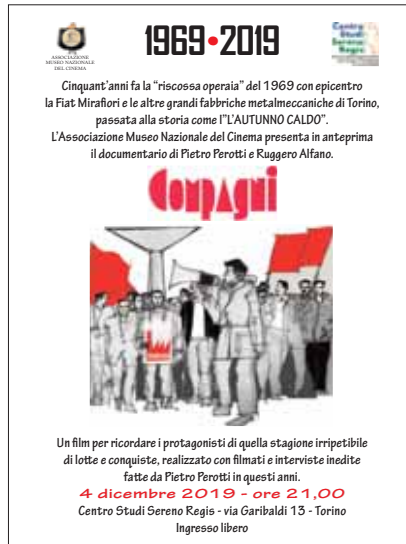 ASSOCIAZIONE
MUSEO NAZIONALE
DEL CINEMA
1969•2019
Centro
Studi
Sereno
Regis
Cinquant'anni fa la "riscossa operaia" del 1969 con epicentro
la Fiat Mirafiori e le altre grandi fabbriche metalmeccaniche di Torino,
passata alla storia come l'"L'AUTUNNO CALDO".
L'Associazione Museo Nazionale del Cinema presenta in anteprima
il documentario di Pietro Perotti e Ruggero Alfano.
Compagni
Un film per ricordare i protagonisti di quella stagione irripetibile
di lotte e conquiste, realizzato con filmati e interviste inedite
fatte da Pietro Perotti in questi anni.
4 dicembre 2019 - ore 21,00
Centro Studi Sereno Regis - via Garibaldi 13 - Torino
Ingresso libero